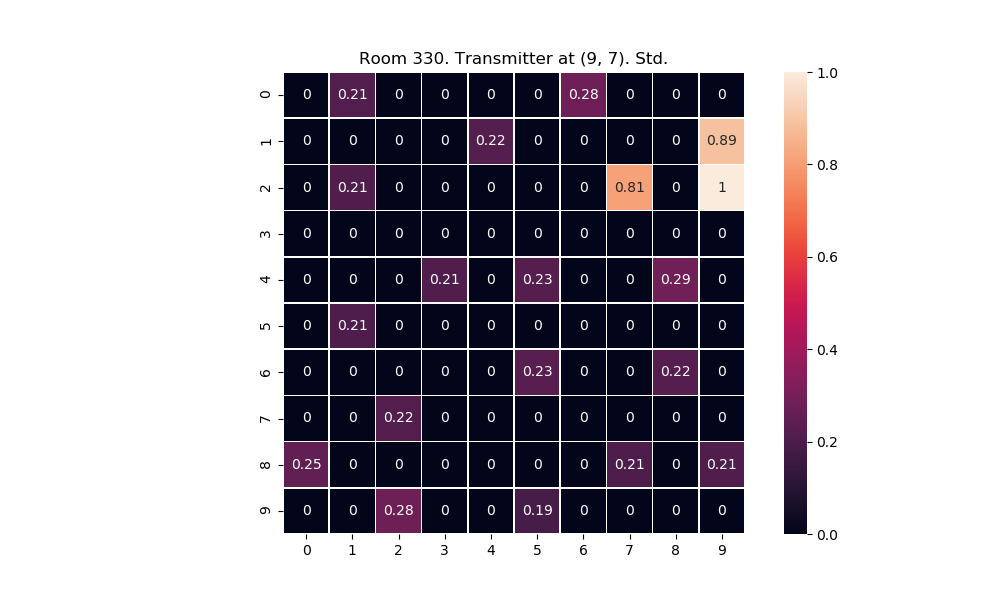 Room 330. Transmitter at (9, 7). Std.
0 0 0.21 0 0 0 0 0.28 0 0 0
1 0 0 0 0 0.22 0 0 0 0 0.89
2 0 0.21 0 0 0 0 0 0.81 0 1
3 0 0 0 0 0 0 0 0 0 0
4 0 0 0 0.21 0 0.23 0 0 0.29 0
5 0 0.21 0 0 0 0 0 0 0 0
6 0 0 0 0 0 0.23 0 0 0.22 0
7 0 0 0.22 0 0 0 0 0 0 0
8 0.25 0 0 0 0 0 0 0.21 0 0.21
9 0 0 0.28 0 0 0.19 0 0 0 0
0 1 2 3 4 5 6 7 8 9
1.0
0.8
0.6
0.4
0.2
0.0